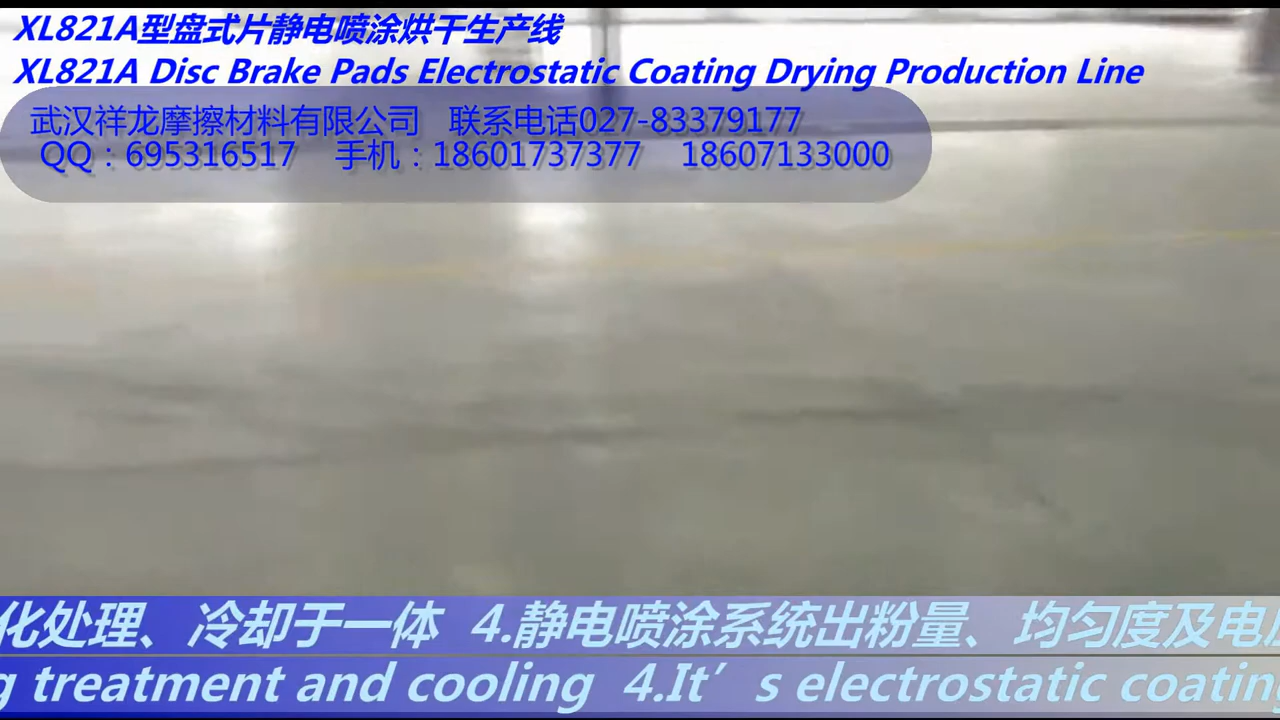 XL821A型盘式片静电喷涂烘干生产线
XL821A Disc Brake Pads Electrostatic Coating Drying Production Line
武汉祥龙摩擦材料有限公司 联系电话027-83379177
QQ：695316517 手机：18601737377 18607133000
化处理、冷却于一体 4.静电喷涂系统出粉量、均匀度及电
g treatment and cooling 4.It's electrostatic coating